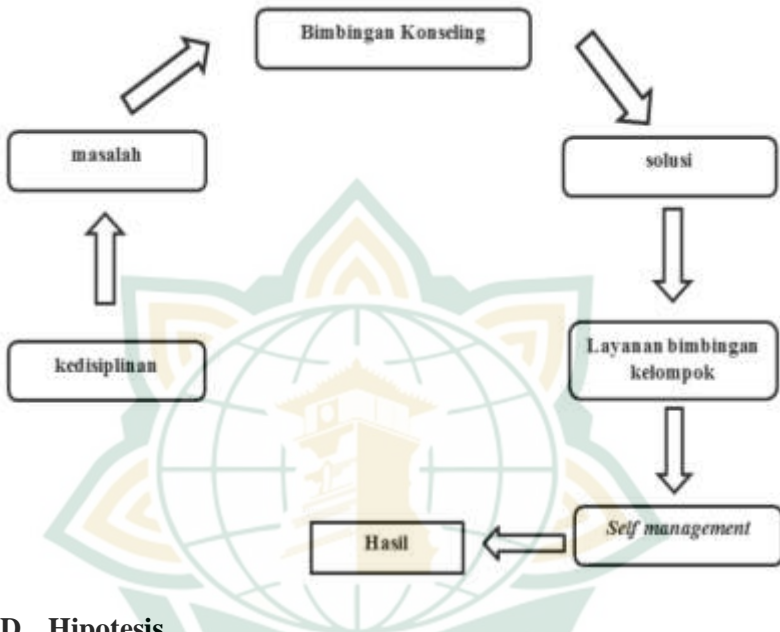 Bimbingan Konseling
masalah
solusi
kedisiplinan
Layanan bimbingan
kelompok
Self management
Hasil
D. Hipotesis